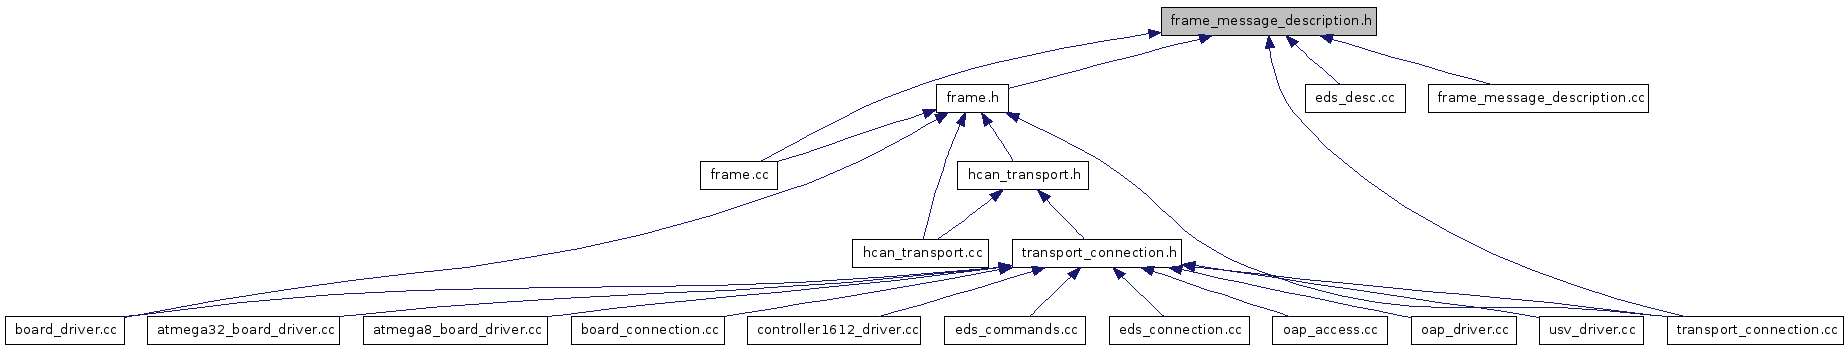 frame_message_description.h
frame.h
eds_desc.cc
frame_message_description.cc
frame.cc
hcan_transport.h
hcan_transport.cc
transport_connection.h
board_driver.cc
atmega32_board_driver.cc
atmega8_board_driver.cc
board_connection.cc
controller1612_driver.cc
eds_commands.cc
eds_connection.cc
oap_access.cc
oap_driver.cc
usv_driver.cc
transport_connection.cc